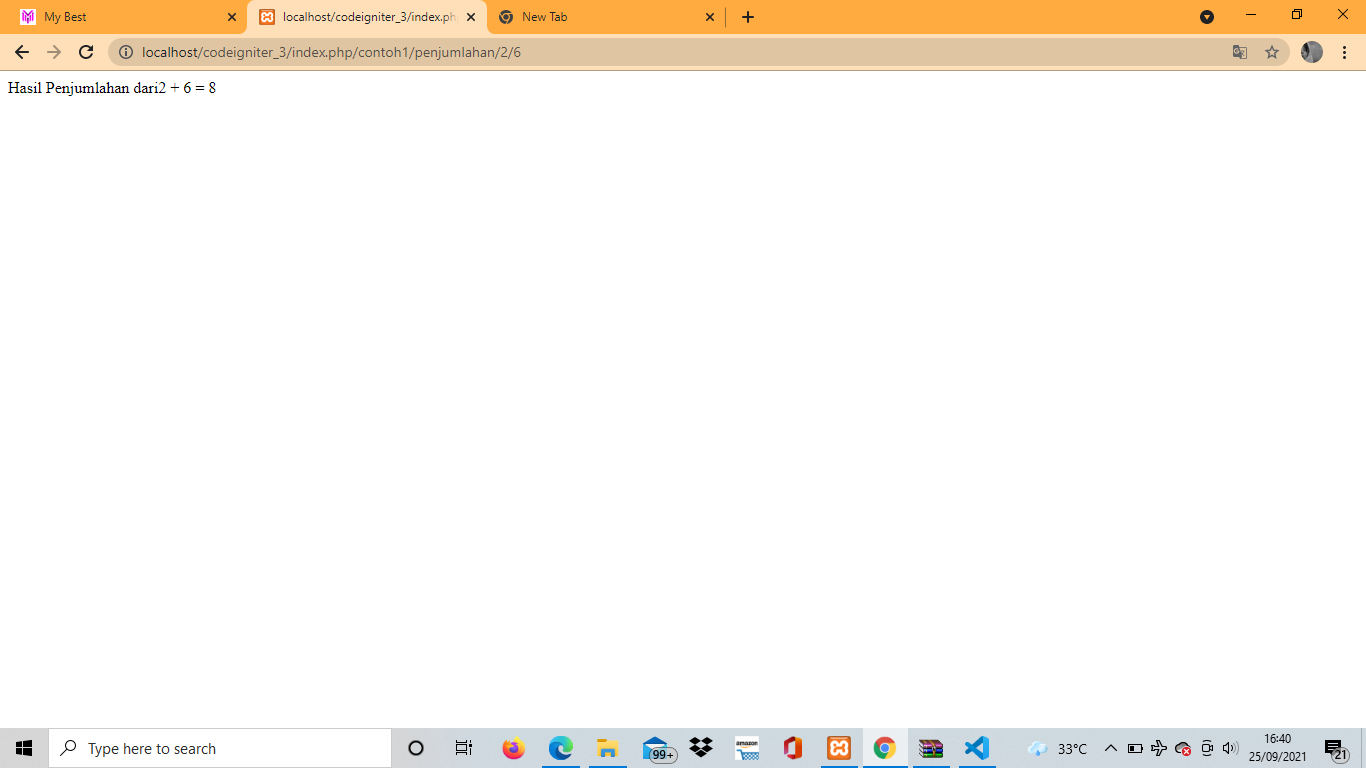 My Best
localhost/codeigniter_3/index.ph
New Tab
localhost/codeigniter_3/index.php/contoh1/penjumlahan/2/6
Hasil Penjumlahan dari2 + 6 = 8
Type here to search
99+
amazon
33°C
16:40
25/09/2021
21